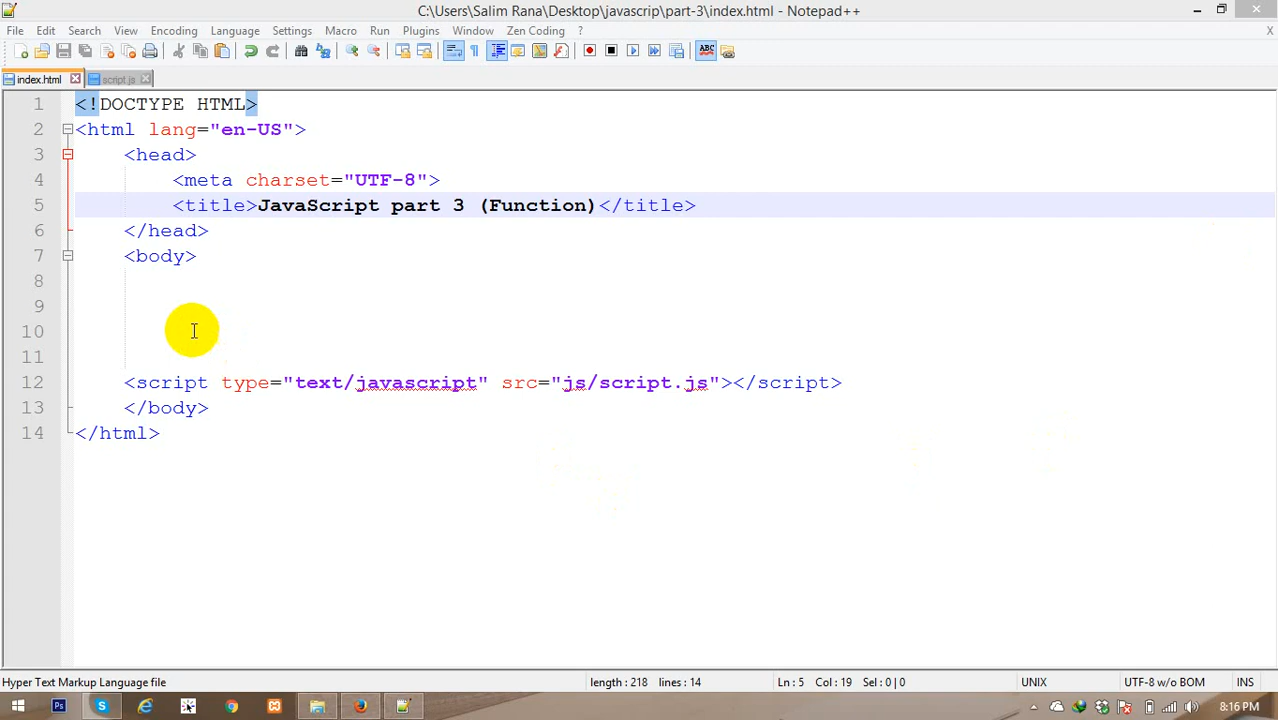 C:\Users\Salim Rana\Desktop\javascrip\part-3\index.html - Notepad++
File Edit Search View Encoding Language Settings Macro Run Plugins Window Zen Coding ? X
ABC
index.html script.js
1 <!DOCTYPE HTML>
2 <html lang="en-US">
3 <head>
4 <meta charset="UTF-8">
5 <title>JavaScript part 3 (Function)</title>
6 </head>
7 <body>
8
9
10
11
12 <script type="text/javascript" src="js/script.js"></script>
13 </body>
14 </html>
Hyper Text Markup Language file length : 218 lines : 14 Ln : 5 Col : 19 Sel : 0 | 0 UNIX UTF-8 w/o BOM INS
Ps S 8:16 PM